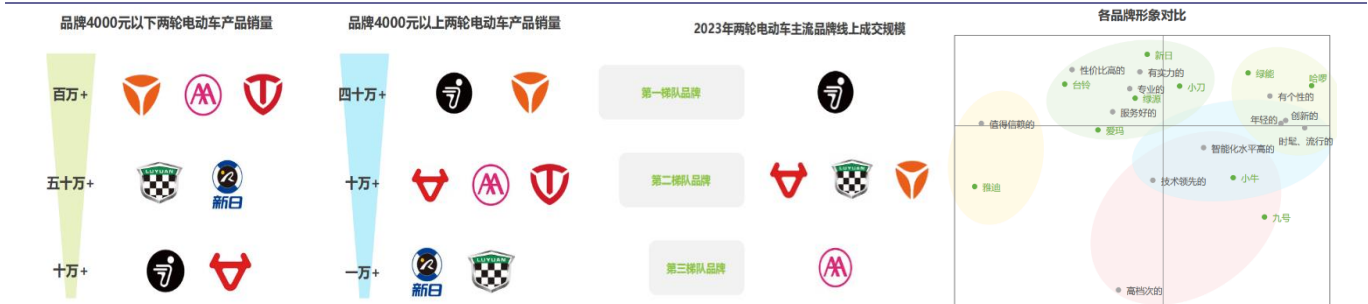 品牌4000元以下两轮电动车产品销量
百万+
五十万+
LUYUAN
新日
十万+
品牌4000元以上两轮电动车产品销量
四十万+
十万+
一万+
新日
LUYUAN
2023年两轮电动车主流品牌线上成交规模
第一梯队品牌
第二梯队品牌
LUYUAN
第三梯队品牌
各品牌形象对比
新日
性价比高的
有实力的
绿能
哈啰
台铃
专业的
小刀
绿源
有个性的
服务好的
年轻的
创新的
值得信赖的
爱玛
时髦、流行的
智能化水平高的
雅迪
技术领先的
小牛
九号
高档次的